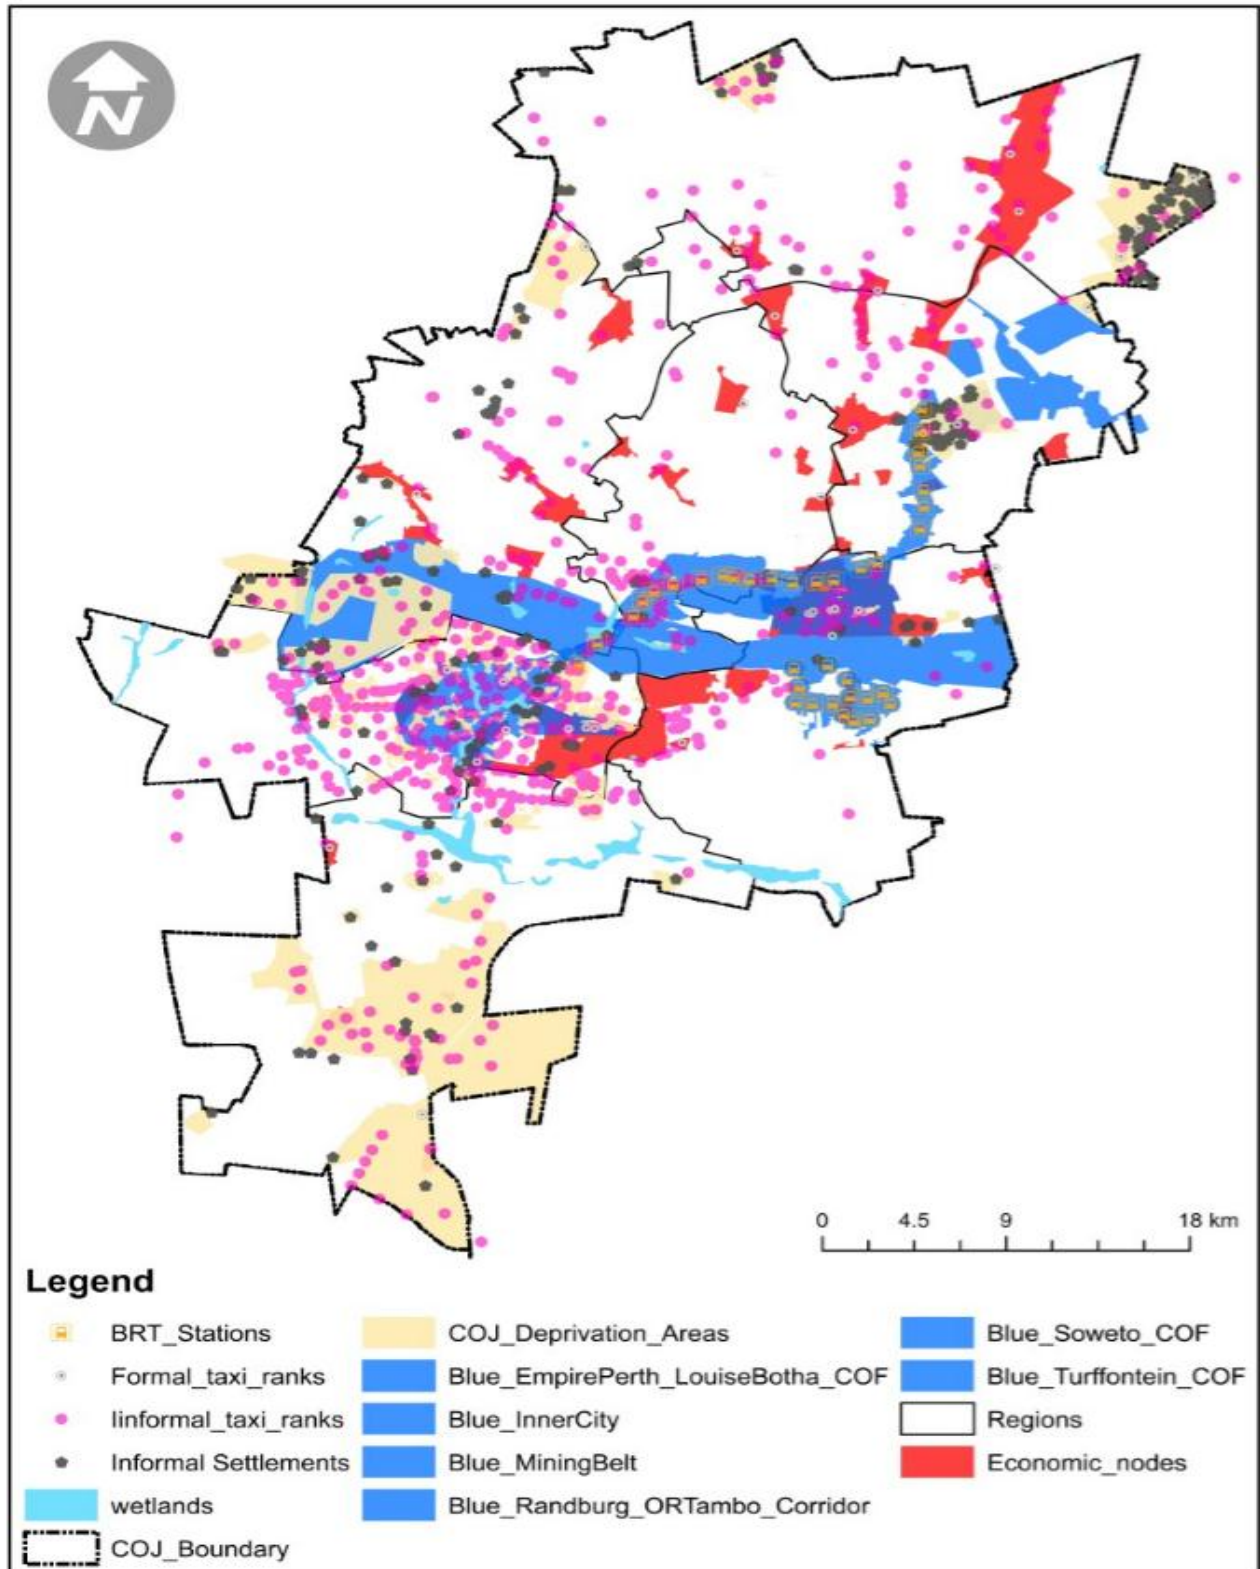 N
0 4.5 9 18 km
Legend
BRT_Stations
Formal_taxi_ranks
Iinformal_taxi_ranks
Informal Settlements
wetlands
COJ_Boundary
COJ_Deprivation_Areas
Blue_EmpirePerth_LouiseBotha_COF
Blue_InnerCity
Blue_MiningBelt
Blue_Randburg_ORTambo_Corridor
Blue_Soweto_COF
Blue_Turffontein_COF
Regions
Economic_nodes